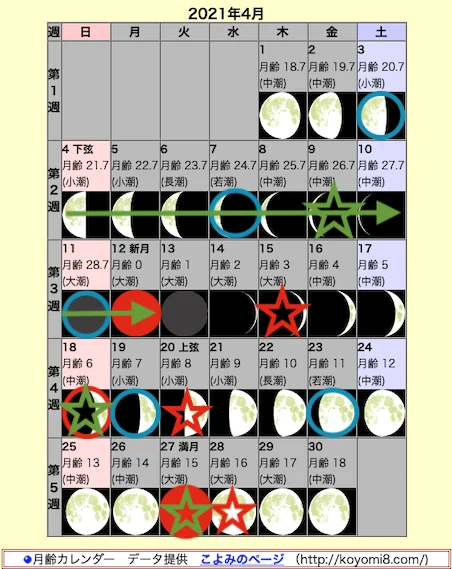 2021年4月
週 日 月 火 水 木 金 土
第1週
1 2 3
月齢 18.7 月齢 19.7 月齢 20.7
(中潮) (中潮) (小潮)
第2週
4 下弦 5 6 7 8 9 10
月齢 21.7 月齢 22.7 月齢 23.7 月齢 24.7 月齢 25.7 月齢 26.7 月齢 27.7
(小潮) (小潮) (長潮) (若潮) (中潮) (中潮) (中潮)
第3週
11 12 新月 13 14 15 16 17
月齢 28.7 月齢 0 月齢 1 月齢 2 月齢 3 月齢 4 月齢 5
(大潮) (大潮) (大潮) (大潮) (大潮) (中潮) (中潮)
第4週
18 19 20 上弦 21 22 23 24
月齢 6 月齢 7 月齢 8 月齢 9 月齢 10 月齢 11 月齢 12
(中潮) (小潮) (小潮) (小潮) (長潮) (若潮) (中潮)
第5週
25 26 27 満月 28 29 30
月齢 13 月齢 14 月齢 15 月齢 16 月齢 17 月齢 18
(中潮) (中潮) (大潮) (大潮) (大潮) (中潮)
月齢カレンダー データ提供 こよみのページ (http://koyomi8.com/)